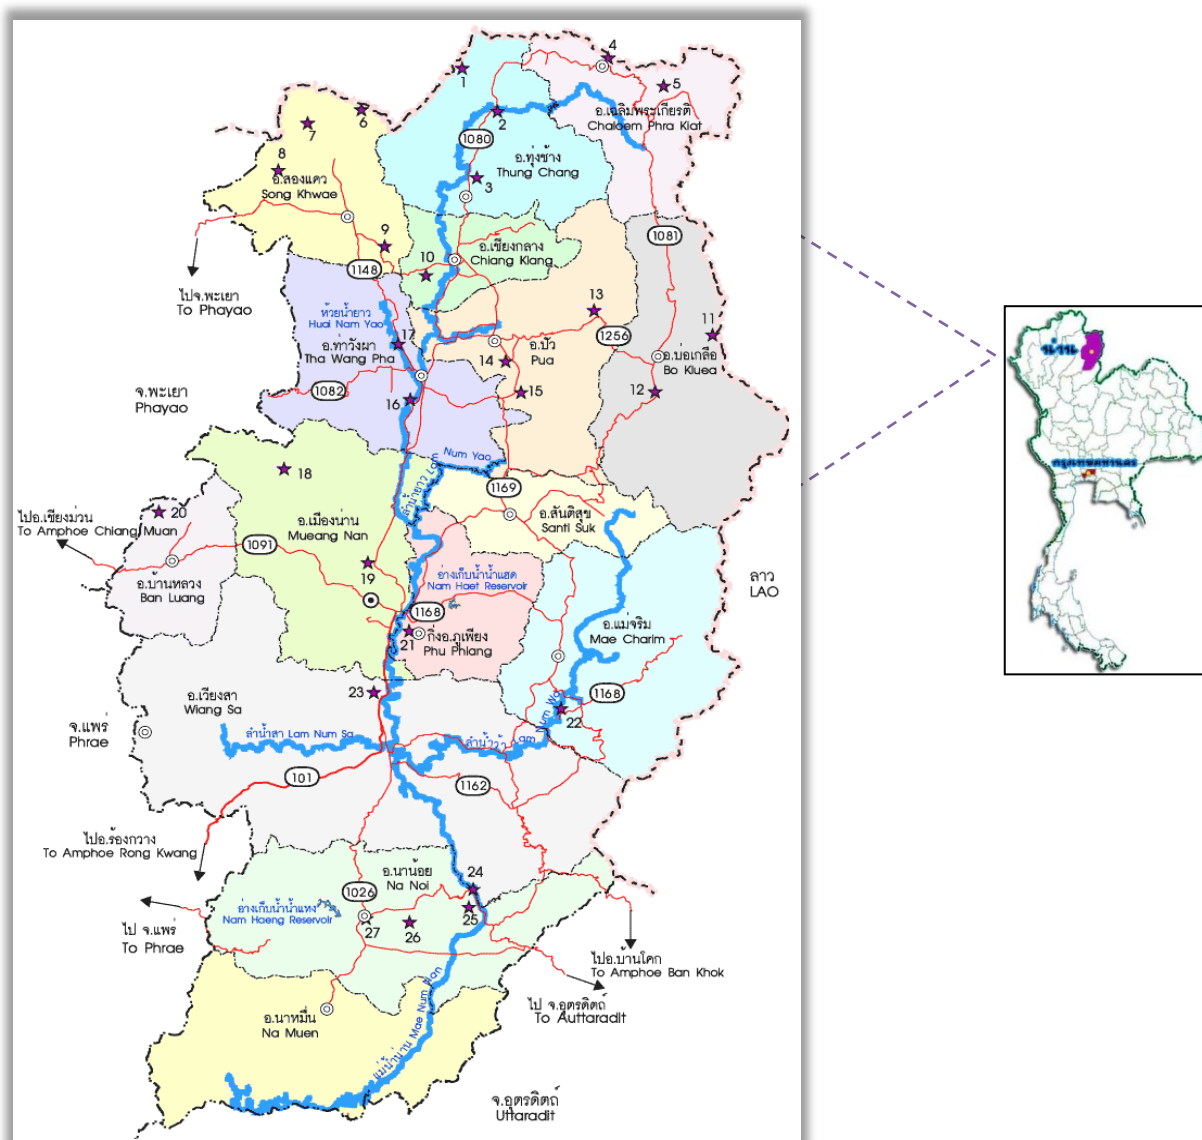 4
1
5
6
7
2
อ.เฉลิมพระเกียรติ
Chaloem Phra Kiat
1080
8
3
อ.ทุ่งช้าง
Thung Chang
อ.สองแคว
Song Khwae
9
1081
อ.เชียงกลาง
Chiang Klang
10
1148
ไปจ.พะเยา
To Phayao
13
11
ห้วยน้ำยาว
Huai Nam Yao
17
1256
อ.ท่าวังผา
Tha Wang Pha
อ.ปัว
Pua
14
อ.บ่อเกลือ
Bo Kluea
น่าน
จ.พะเยา
Phayao
1082
16
15
12
Num Yao
กรุงเทพมหานคร
18
1169
20
ไปอ.เชียงม่วน
To Amphoe Chiang Muan
อ.เมืองน่าน
Mueang Nan
อ.สันติสุข
Santi Suk
1091
19
อ.บ้านหลวง
Ban Luang
อ่างเก็บน้ำน้ำแฮด
Nam Haet Reservoir
ลาว
LAO
1168
21
กิ่งอ.ภูเพียง
Phu Phiang
อ.แม่จริม
Mae Charim
23
อ.เวียงสา
Wiang Sa
1168
22
จ.แพร่
Phrae
ลำน้ำสา Lam Num Sa
ลำน้ำว้า Lam Num Wa
101
1162
ไปอ.ร้องกวาง
To Amphoe Rong Kwang
อ.นาน้อย
Na Noi
24
1026
อ่างเก็บน้ำน้ำแหง
Nam Haeng Reservoir
25
27
26
ไป จ.แพร่
To Phrae
ไปอ.บ้านโคก
To Amphoe Ban Khok
ไป จ.อุตรดิตถ์
To Auttaradit
อ.นาหมื่น
Na Muen
แม่น้ำน่าน Mae Num Nan
จ.อุตรดิตถ์
Uttaradit